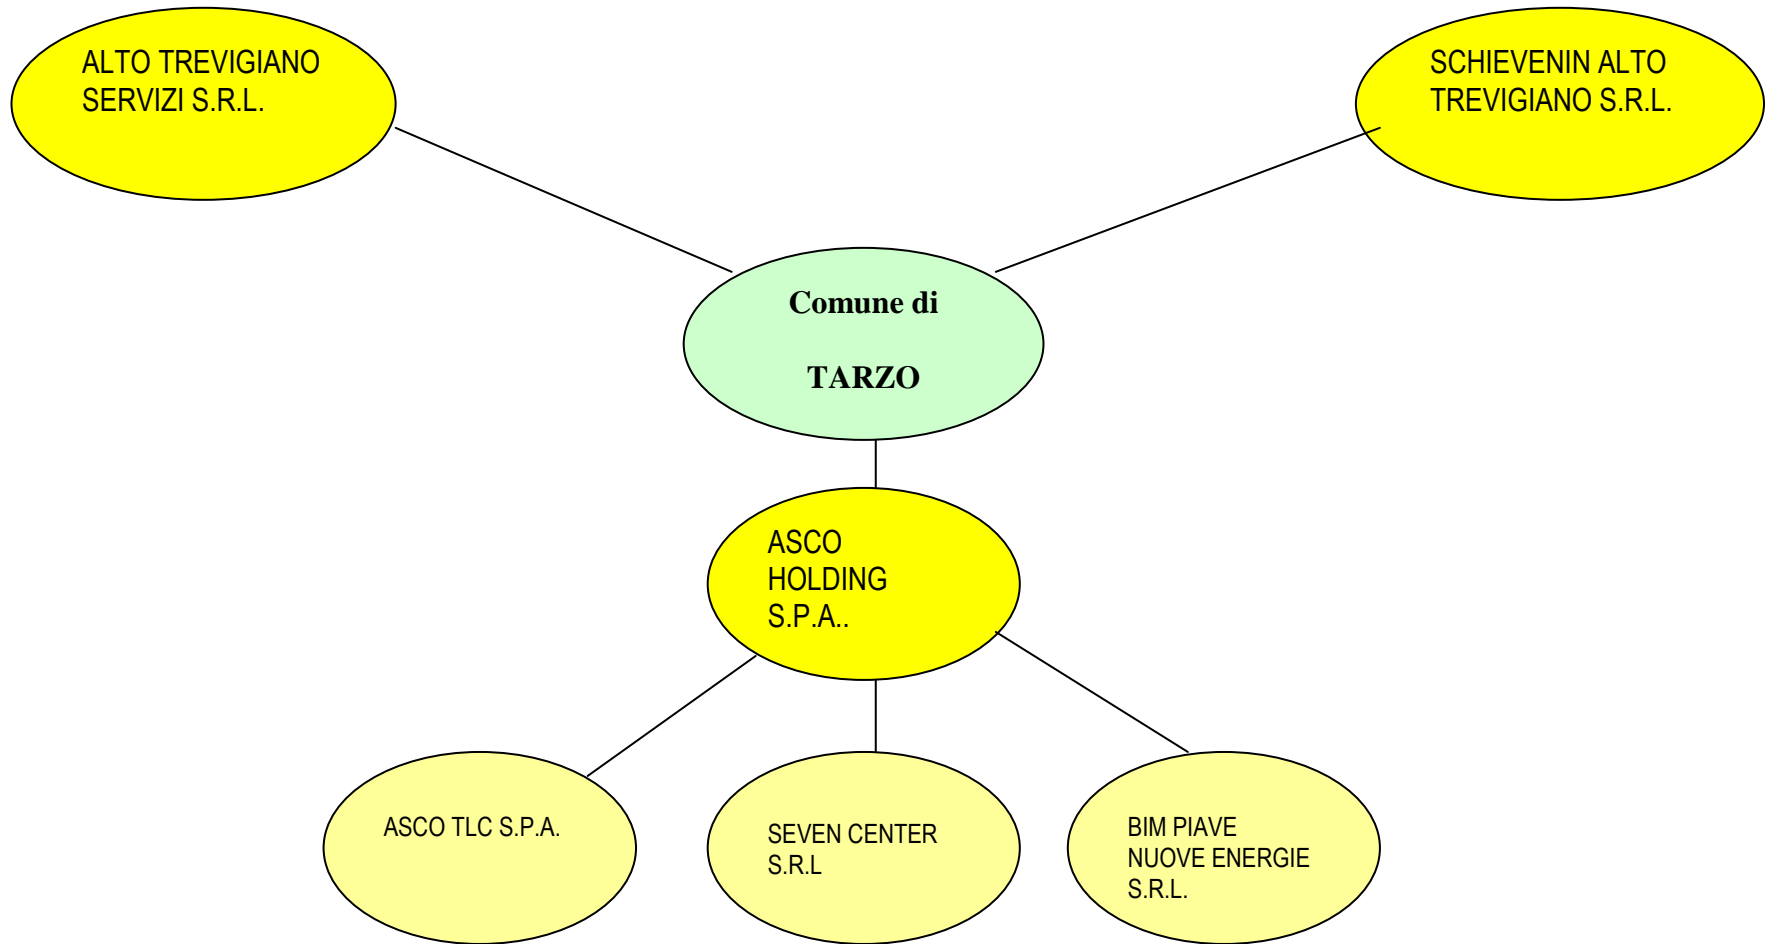 ALTO TREVIGIANO
SERVIZI S.R.L.
SCHIEVENIN ALTO
TREVIGIANO S.R.L.
Comune di
TARZO
ASCO
HOLDING
S.P.A..
ASCO TLC S.P.A.
SEVEN CENTER
S.R.L
BIM PIAVE
NUOVE ENERGIE
S.R.L.